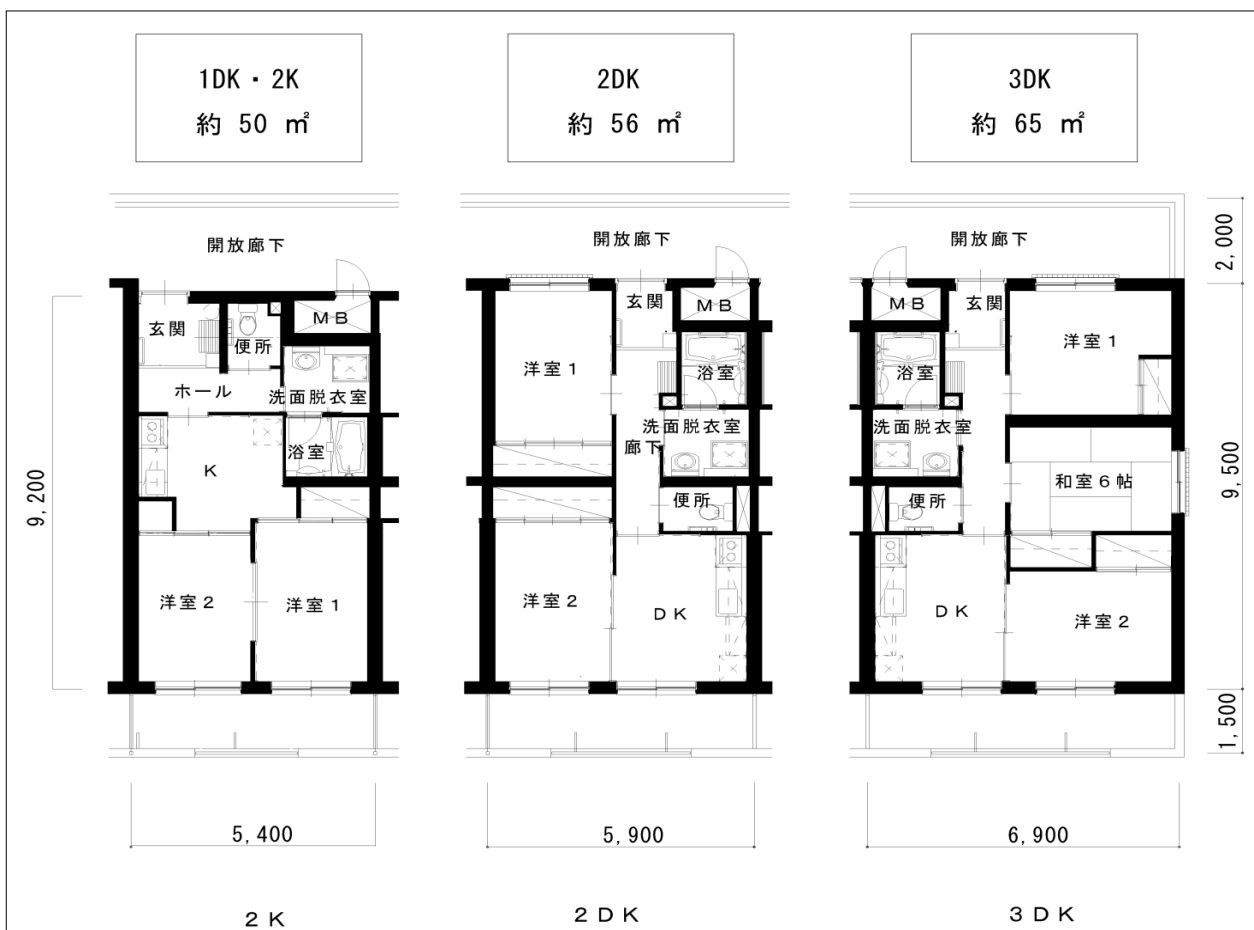 1DK・2K
約 50 ㎡
2DK
約 56 ㎡
3DK
約 65 ㎡
開放廊下
玄関
便所
MB
ホール
洗面脱衣室
浴室
K
洋室2
洋室1
9,200
5,400
2K
開放廊下
玄関
MB
洋室1
浴室
洗面脱衣室
廊下
便所
洋室2
DK
5,900
2DK
開放廊下
MB
玄関
洋室1
浴室
洗面脱衣室
和室6帖
便所
DK
洋室2
2,000
9,500
1,500
6,900
3DK